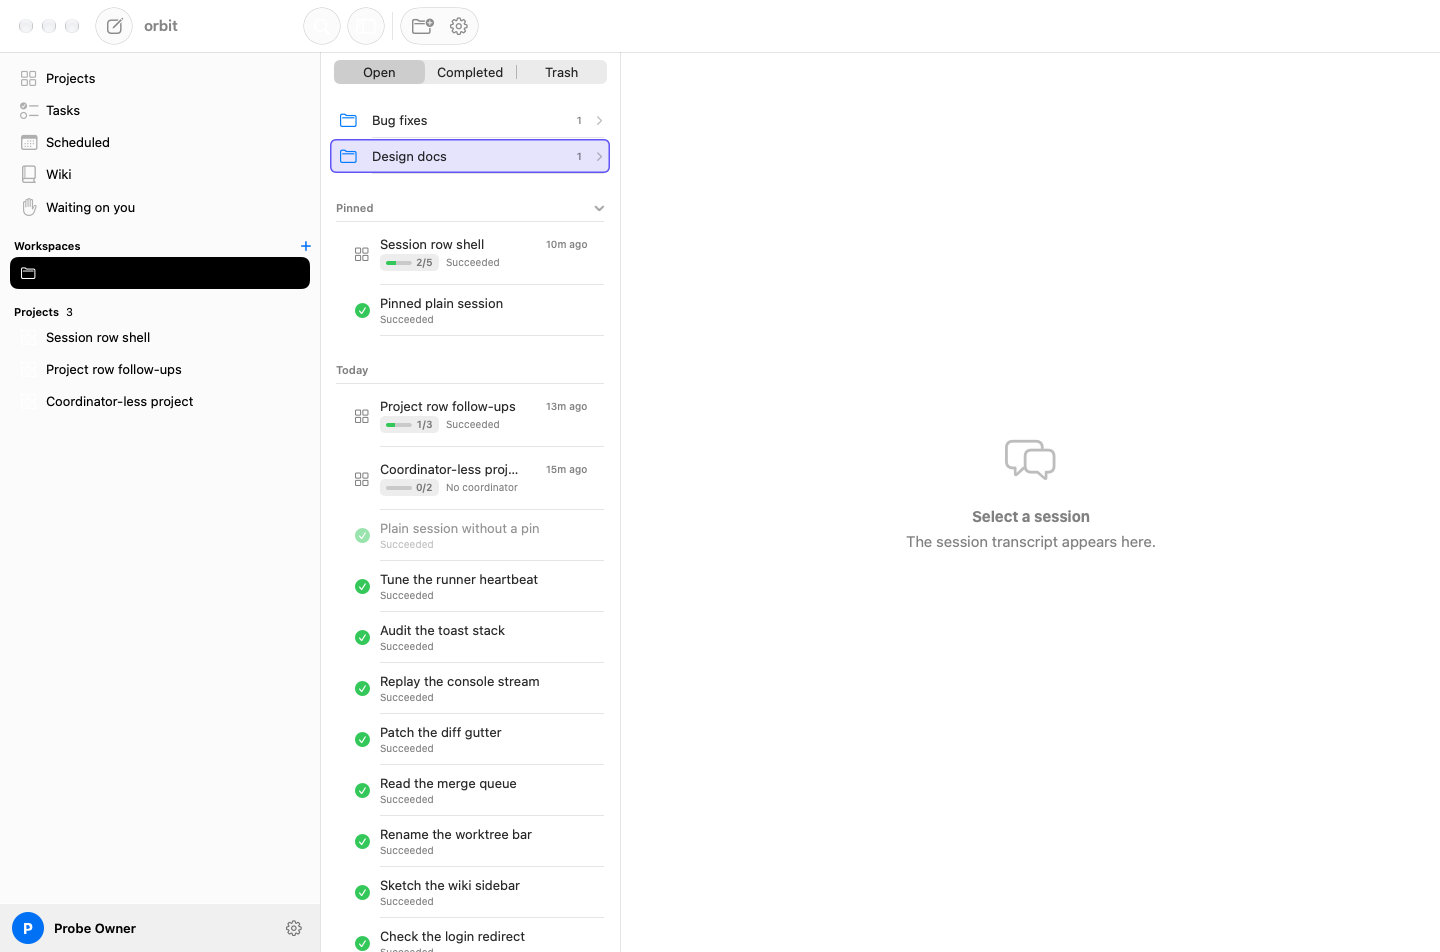 orbit
Projects
Tasks
Scheduled
Wiki
Waiting on you
Workspaces
Projects 3
Session row shell
Project row follow-ups
Coordinator-less project
P Probe Owner
Open Completed Trash
Bug fixes 1
Design docs 1
Pinned
Session row shell 10m ago
2/5 Succeeded
Pinned plain session
Succeeded
Today
Project row follow-ups 13m ago
1/3 Succeeded
Coordinator-less proj... 15m ago
0/2 No coordinator
Plain session without a pin
Succeeded
Tune the runner heartbeat
Succeeded
Audit the toast stack
Succeeded
Replay the console stream
Succeeded
Patch the diff gutter
Succeeded
Read the merge queue
Succeeded
Rename the worktree bar
Succeeded
Sketch the wiki sidebar
Succeeded
Check the login redirect
Succeeded
Select a session
The session transcript appears here.